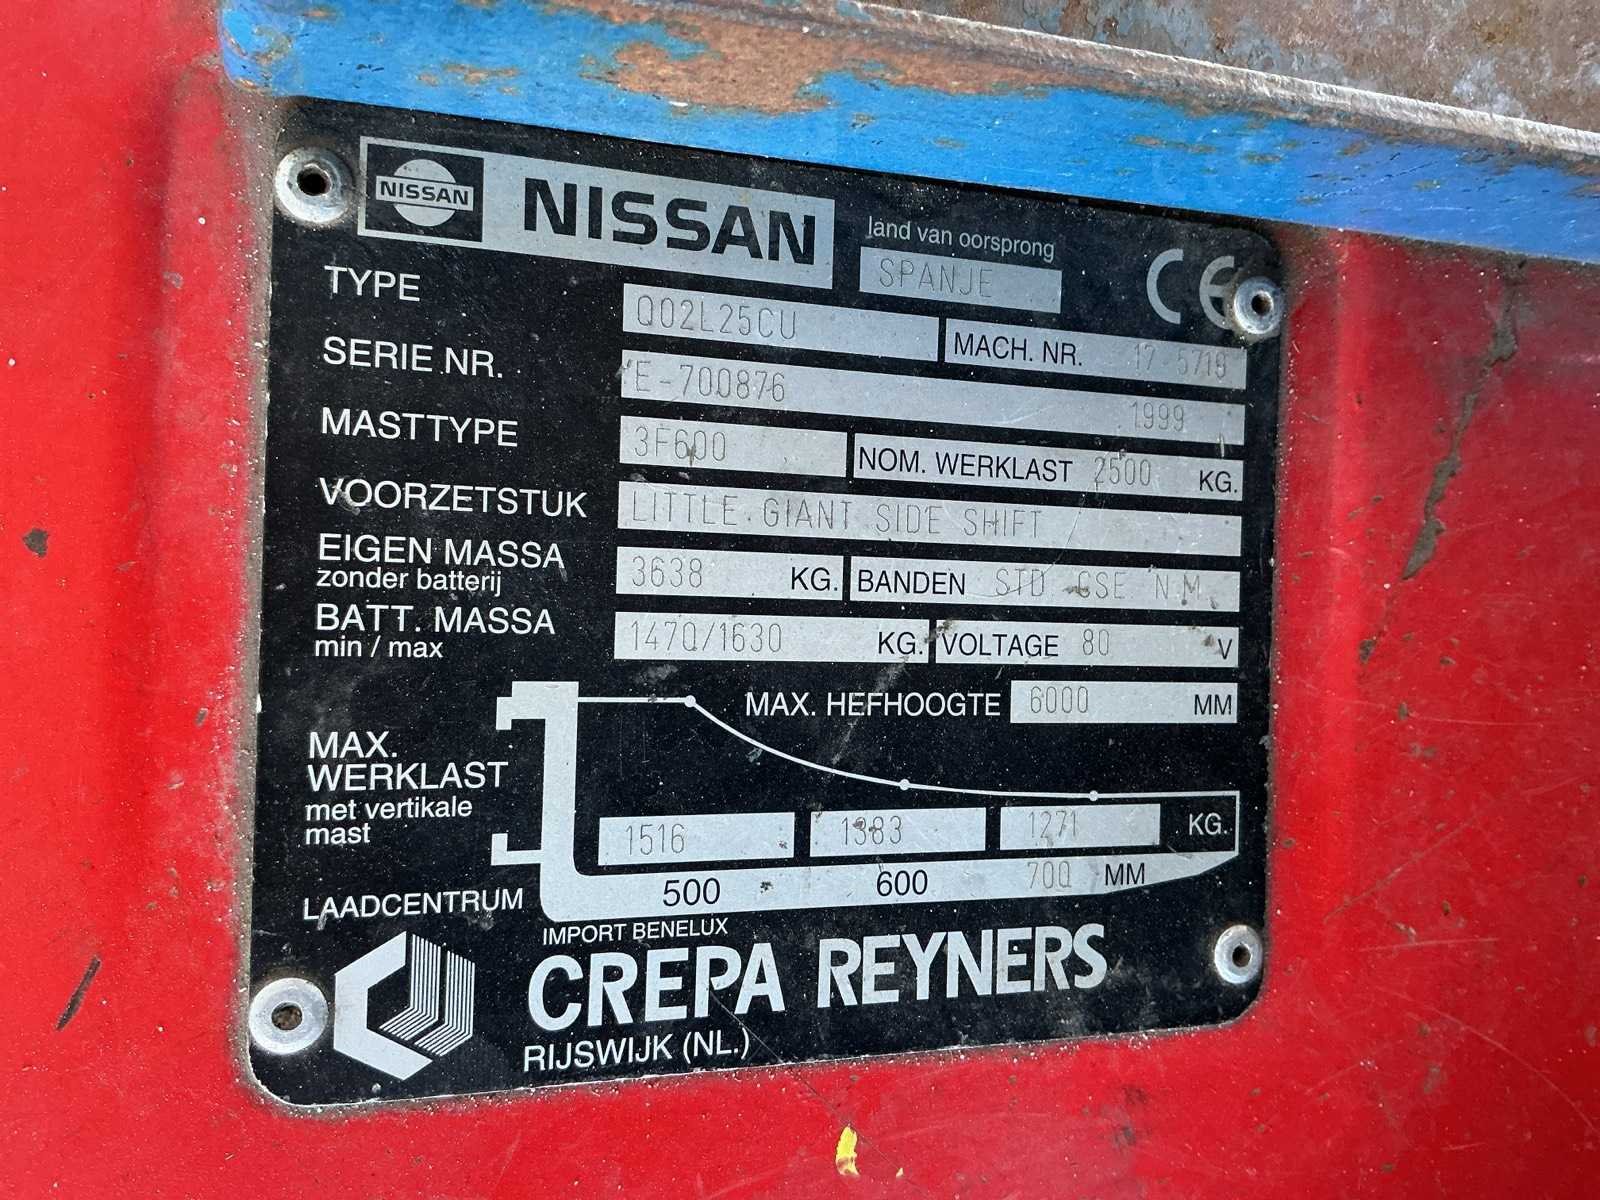 NISSAN NISSAN land van oorsprong
SPANJE
CE
TYPE Q02L25CU MACH. NR. 17-5719
SERIE NR. E-700876 1999
MASTTYPE 3F600 NOM. WERKLAST 2500 KG.
VOORZETSTUK LITTLE GIANT SIDE SHIFT
EIGEN MASSA 3638 KG. BANDEN STD CSE N.M.
zonder batterij
BATT. MASSA 1470/1630 KG. VOLTAGE 80 V
min / max
MAX. HEFHOOGTE 6000 MM
MAX.
WERKLAST
met vertikale
mast
1516 1383 1271 KG.
LAADCENTRUM 500 600 700 MM
IMPORT BENELUX
CREPA REYNERS
RIJSWIJK (NL.)